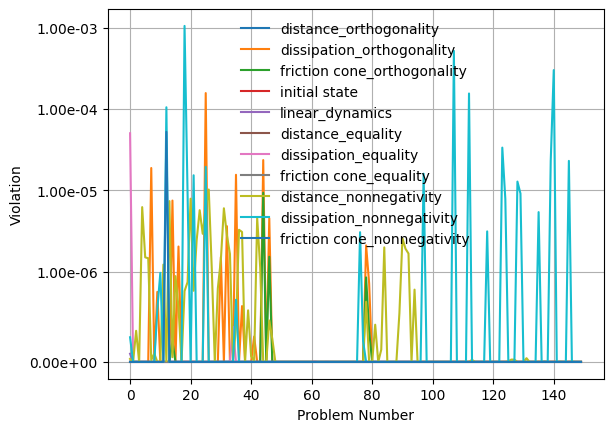 1.00e-03
1.00e-04
1.00e-05
1.00e-06
0.00e+00
Violation
distance_orthogonality
dissipation_orthogonality
friction cone_orthogonality
initial state
linear_dynamics
distance_equality
dissipation_equality
friction cone_equality
distance_nonnegativity
dissipation_nonnegativity
friction cone_nonnegativity
0 20 40 60 80 100 120 140
Problem Number